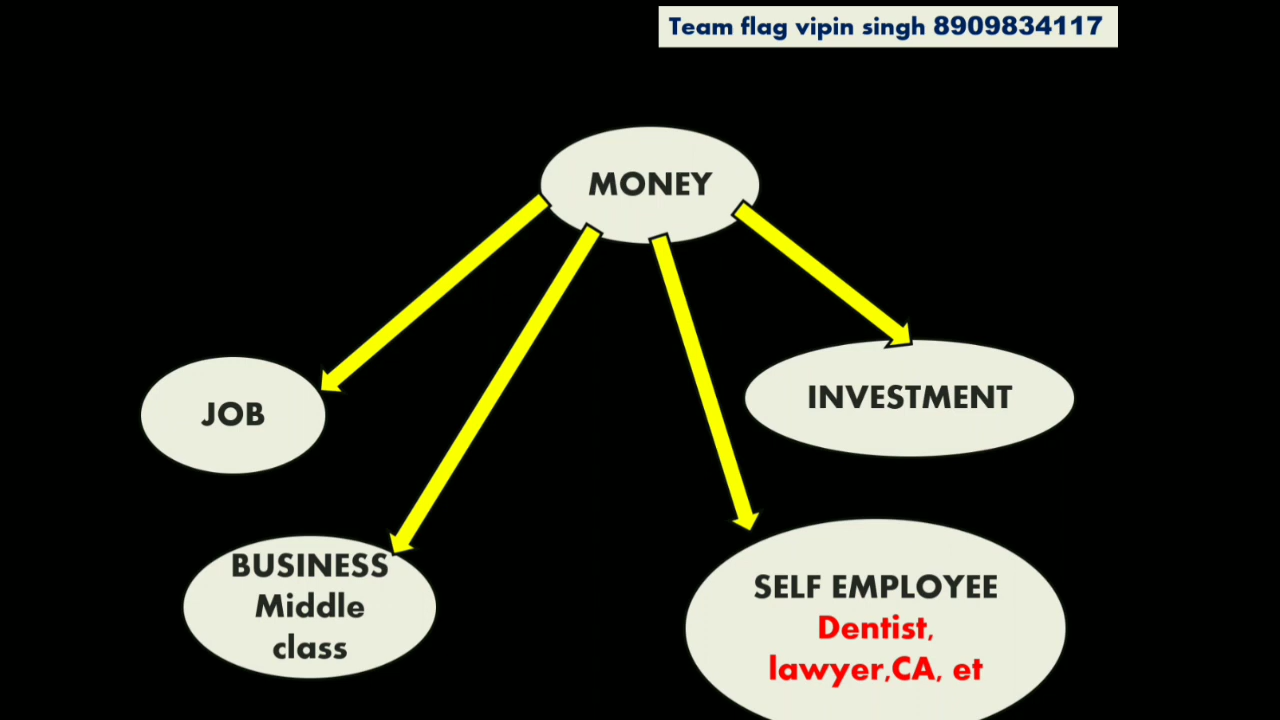 Team flag vipin singh 8909834117
MONEY
JOB
INVESTMENT
BUSINESS
Middle
class
SELF EMPLOYEE
Dentist,
lawyer,CA, et